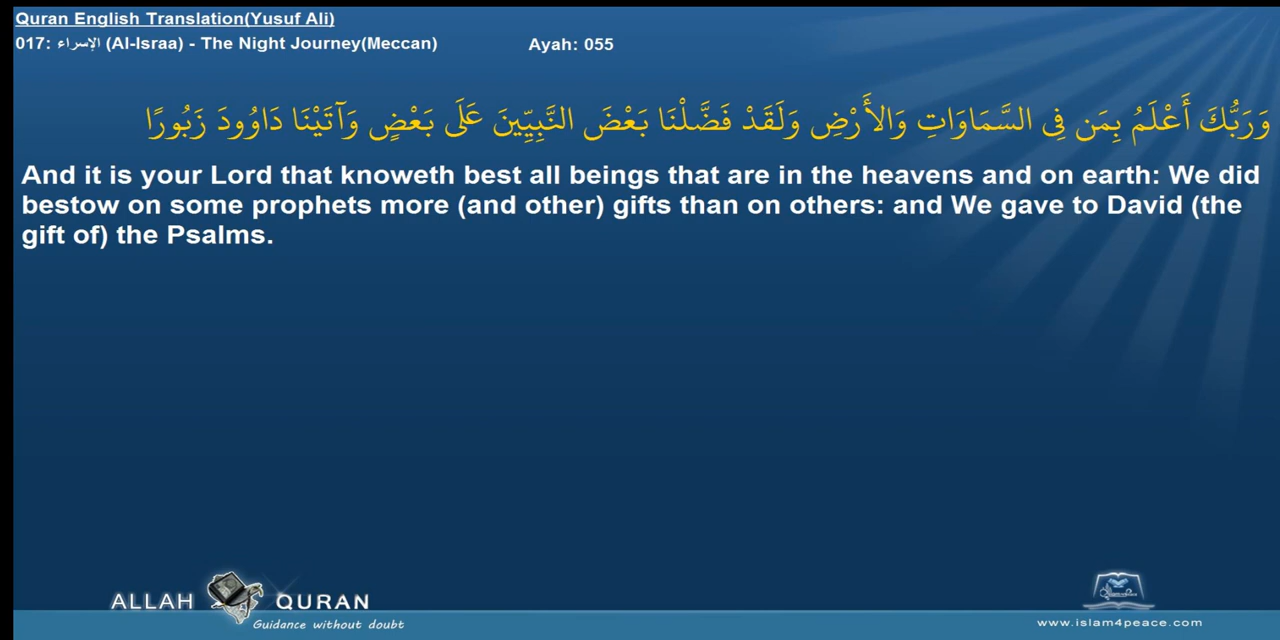 Quran English Translation(Yusuf Ali)
017: الإسراء (Al-Israa) - The Night Journey(Meccan) Ayah: 055
وَرَبُّكَ أَعْلَمُ بِمَن فِي السَّمَاوَاتِ وَالأَرْضِ وَلَقَدْ فَضَّلْنَا بَعْضَ النَّبِيِّينَ عَلَى بَعْضٍ وَآتَيْنَا دَاوُودَ زَبُورًا
And it is your Lord that knoweth best all beings that are in the heavens and on earth: We did
bestow on some prophets more (and other) gifts than on others: and We gave to David (the
gift of) the Psalms.
ALLAH QURAN
Guidance without doubt
www.islam4peace.com